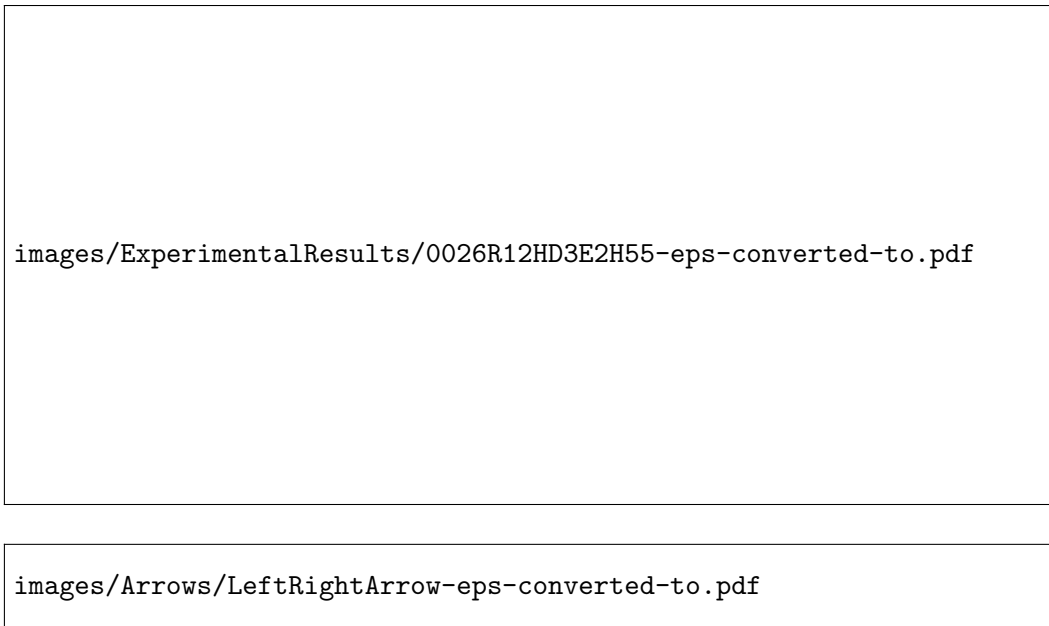 images/ExperimentalResults/0026R12HD3E2H55-eps-converted-to.pdf
images/Arrows/LeftRightArrow-eps-converted-to.pdf